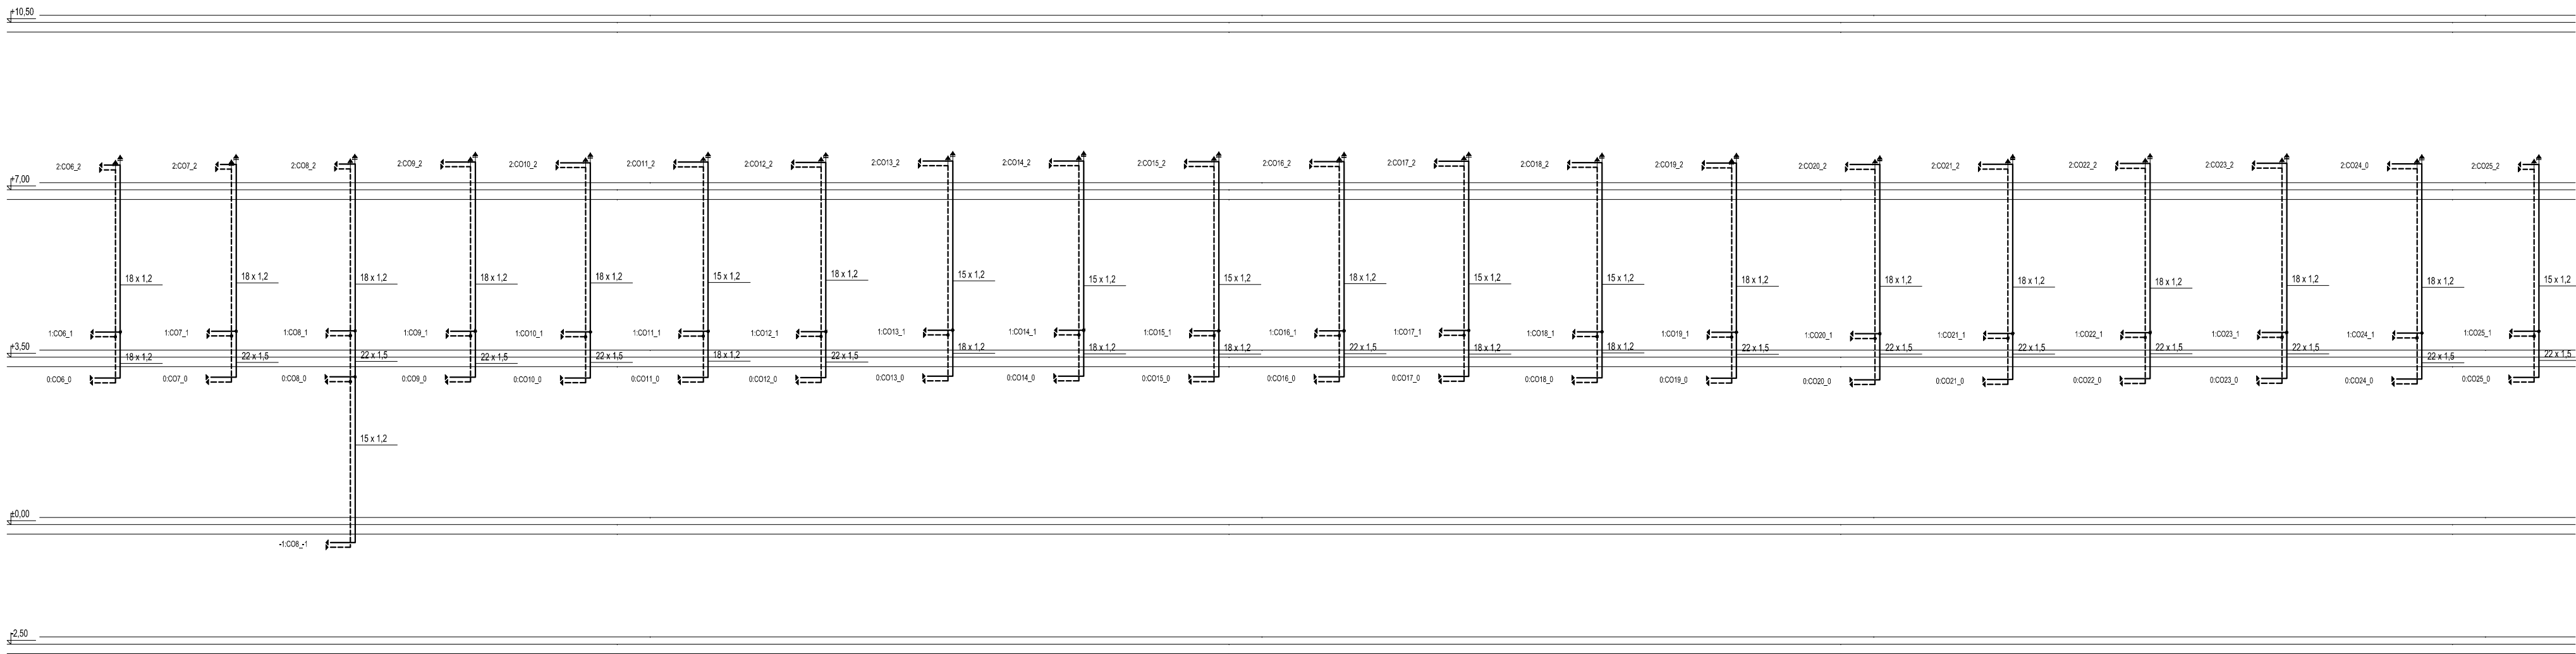 +10,50
2:CO6_2
2:CO7_2
2:CO8_2
2:CO9_2
2:CO10_2
2:CO11_2
2:CO12_2
2:CO13_2
2:CO14_2
2:CO15_2
2:CO16_2
2:CO17_2
2:CO18_2
2:CO19_2
2:CO20_2
2:CO21_2
2:CO22_2
2:CO23_2
2:CO24_0
2:CO25_2
+7,00
18 x 1,2
18 x 1,2
18 x 1,2
18 x 1,2
18 x 1,2
15 x 1,2
18 x 1,2
15 x 1,2
15 x 1,2
15 x 1,2
18 x 1,2
15 x 1,2
15 x 1,2
18 x 1,2
18 x 1,2
18 x 1,2
18 x 1,2
18 x 1,2
18 x 1,2
15 x 1,2
1:CO6_1
1:CO7_1
1:CO8_1
1:CO9_1
1:CO10_1
1:CO11_1
1:CO12_1
1:CO13_1
1:CO14_1
1:CO15_1
1:CO16_1
1:CO17_1
1:CO18_1
1:CO19_1
1:CO20_1
1:CO21_1
1:CO22_1
1:CO23_1
1:CO24_1
1:CO25_1
+3,50
18 x 1,2
22 x 1,5
22 x 1,5
22 x 1,5
22 x 1,5
18 x 1,2
22 x 1,5
18 x 1,2
18 x 1,2
18 x 1,2
22 x 1,5
18 x 1,2
18 x 1,2
22 x 1,5
22 x 1,5
22 x 1,5
22 x 1,5
22 x 1,5
22 x 1,5
22 x 1,5
0:CO6_0
0:CO7_0
0:CO8_0
0:CO9_0
0:CO10_0
0:CO11_0
0:CO12_0
0:CO13_0
0:CO14_0
0:CO15_0
0:CO16_0
0:CO17_0
0:CO18_0
0:CO19_0
0:CO20_0
0:CO21_0
0:CO22_0
0:CO23_0
0:CO24_0
0:CO25_0
15 x 1,2
±0,00
-1:CO8_-1
-2,50